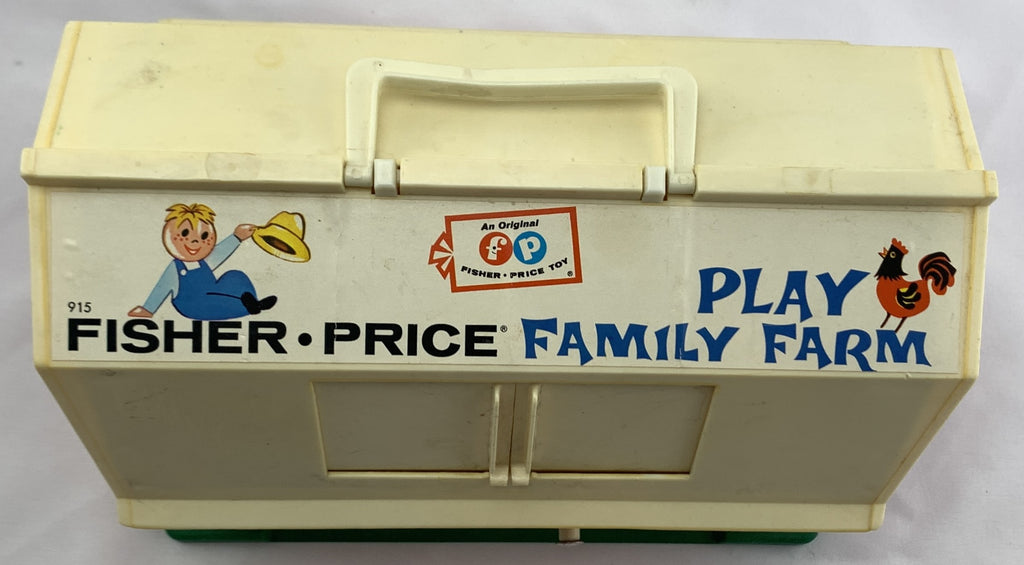 An Original
fp
FISHER • PRICE TOY ®
915
PLAY
FISHER • PRICE® FAMILY FARM